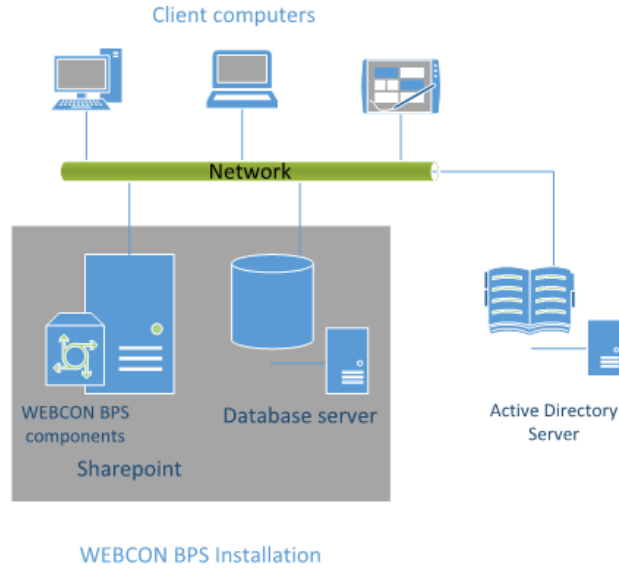 Client computers
Network
WEBCON BPS
components
Database server
Sharepoint
Active Directory
Server
WEBCON BPS Installation